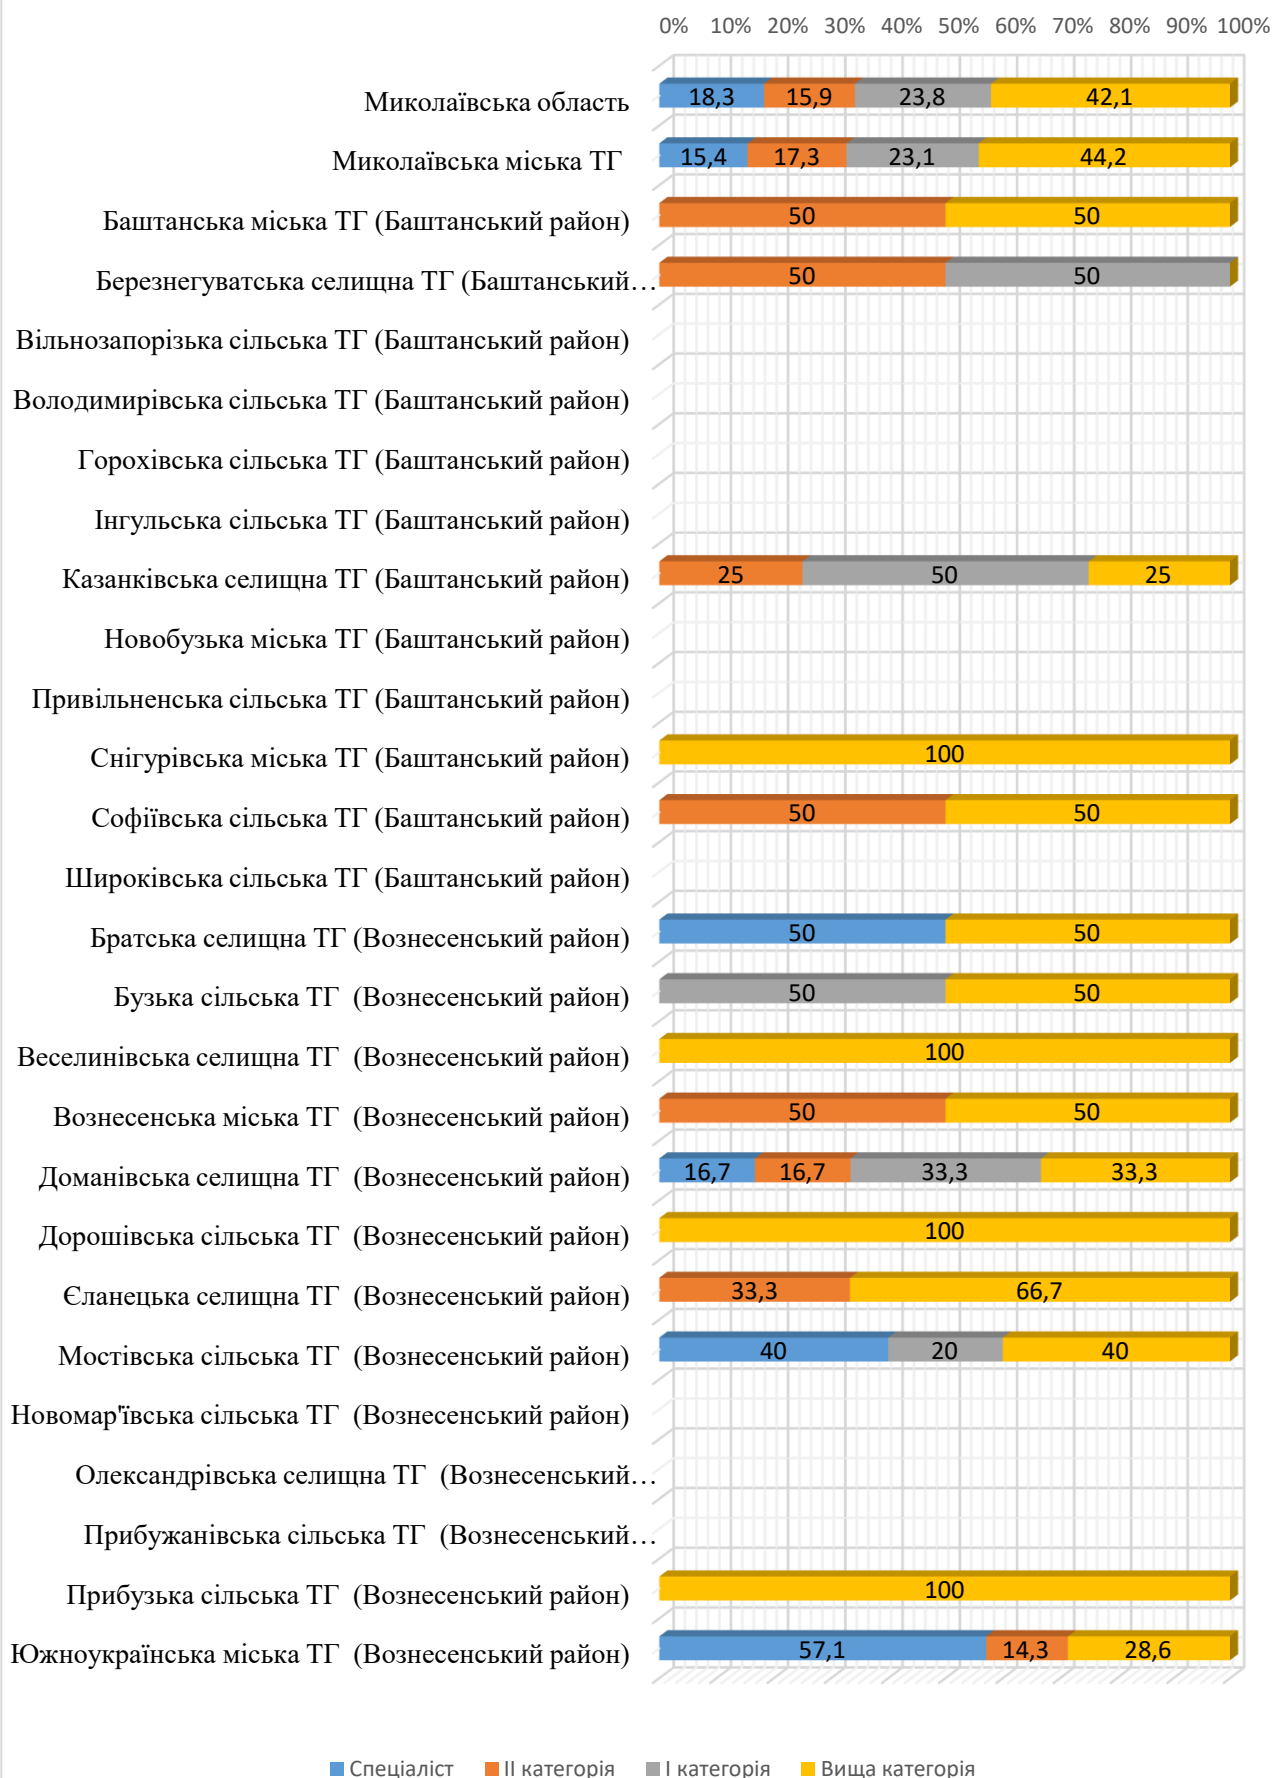 0% 10% 20% 30% 40% 50% 60% 70% 80% 90% 100%
Миколаївська область 18,3 15,9 23,8 42,1
Миколаївська міська ТГ 15,4 17,3 23,1 44,2
Баштанська міська ТГ (Баштанський район) 50 50
Березнегуватська селищна ТГ (Баштанський… 50 50
Вільнозапорізька сільська ТГ (Баштанський район)
Володимирівська сільська ТГ (Баштанський район)
Горохівська сільська ТГ (Баштанський район)
Інгульська сільська ТГ (Баштанський район)
Казанківська селищна ТГ (Баштанський район) 25 50 25
Новобузька міська ТГ (Баштанський район)
Привільненська сільська ТГ (Баштанський район)
Снігурівська міська ТГ (Баштанський район) 100
Софіївська сільська ТГ (Баштанський район) 50 50
Широківська сільська ТГ (Баштанський район)
Братська селищна ТГ (Вознесенський район) 50 50
Бузька сільська ТГ (Вознесенський район) 50 50
Веселинівська селищна ТГ (Вознесенський район) 100
Вознесенська міська ТГ (Вознесенський район) 50 50
Доманівська селищна ТГ (Вознесенський район) 16,7 16,7 33,3 33,3
Дорошівська сільська ТГ (Вознесенський район) 100
Єланецька селищна ТГ (Вознесенський район) 33,3 66,7
Мостівська сільська ТГ (Вознесенський район) 40 20 40
Новомар'ївська сільська ТГ (Вознесенський район)
Олександрівська селищна ТГ (Вознесенський…
Прибужанівська сільська ТГ (Вознесенський…
Прибузька сільська ТГ (Вознесенський район) 100
Южноукраїнська міська ТГ (Вознесенський район) 57,1 14,3 28,6
Спеціаліст ІІ категорія І категорія Вища категорія